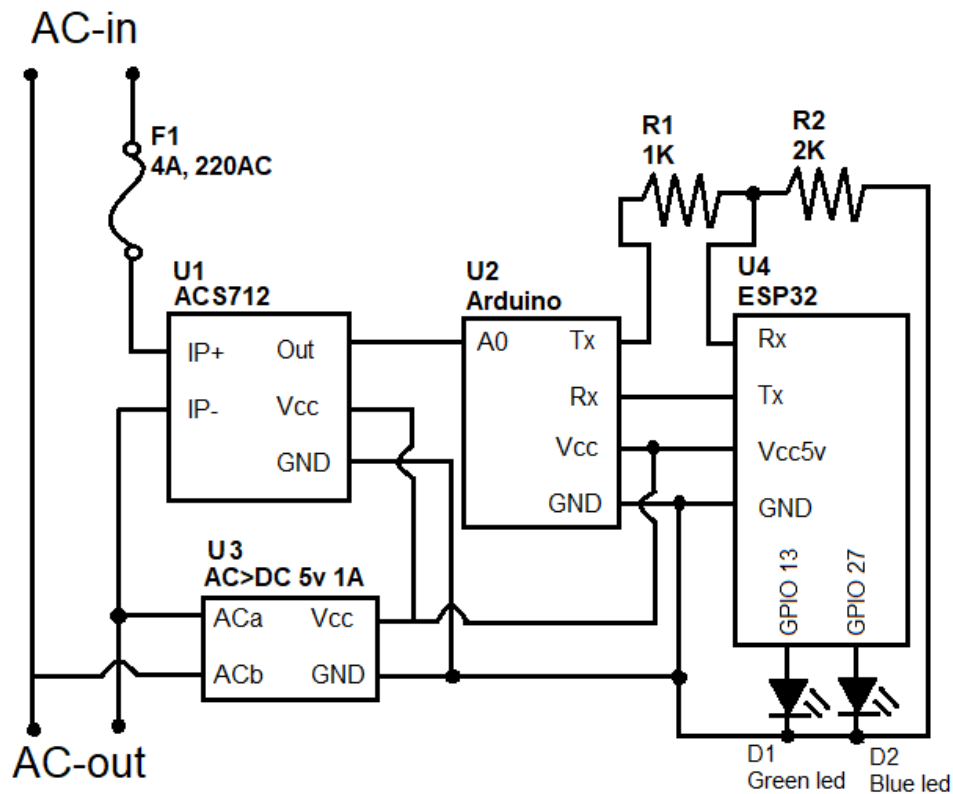 AC-in
F1
4A, 220AC
R1
1K
R2
2K
U1
ACS712
IP+
Out
IP-
Vcc
GND
U2
Arduino
A0
Tx
Rx
Vcc
GND
U4
ESP32
Rx
Tx
Vcc5v
GND
GPIO 13
GPIO 27
U3
AC>DC 5v 1A
ACa
Vcc
ACb
GND
AC-out
D1
Green led
D2
Blue led